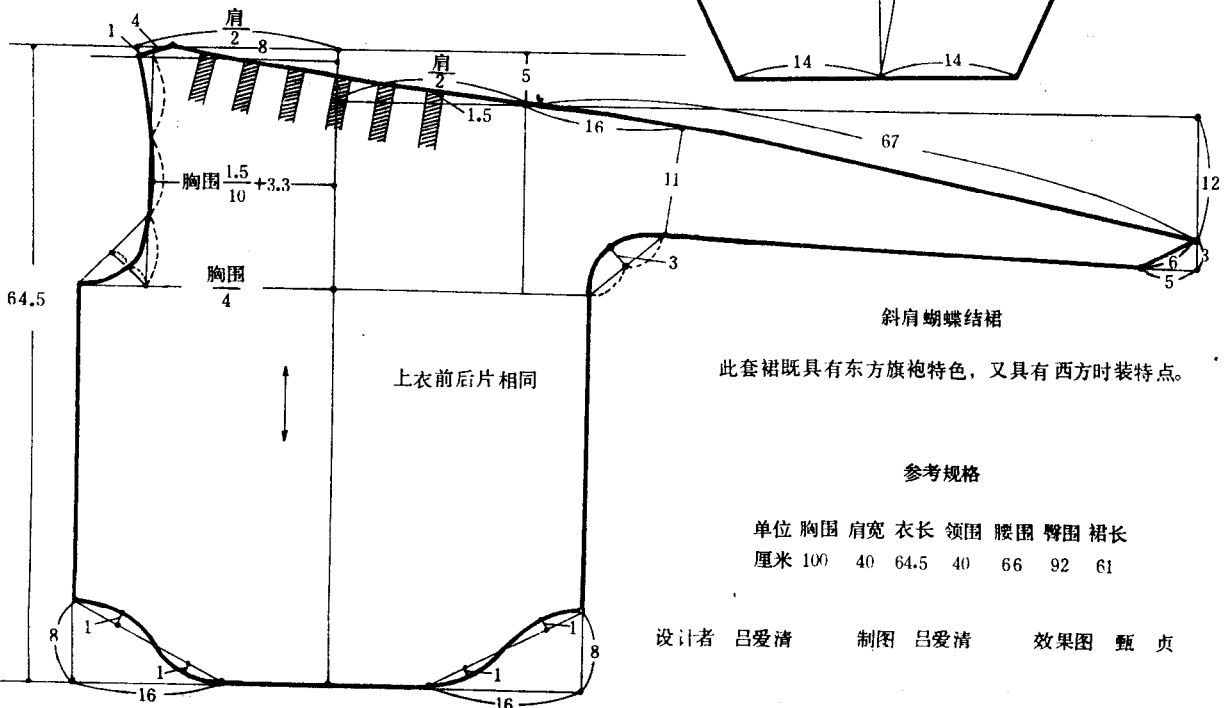 1
4
肩
2
8
肩
2
5
14
14
1.5
16
67
胸围 1.5/10 +3.3
11
12
3
胸围
4
64.5
6
3
5
斜肩蝴蝶结裙
此套裙既具有东方旗袍特色，又具有西方时装特点。
上衣前后片相同
参考规格
单位 胸围 肩宽 衣长 领围 腰围 臀围 裙长
厘米 100 40 64.5 40 66 92 61
8
1
1
1
1
8
16
16
设计者 吕爱清 制图 吕爱清 效果图 甄 贞